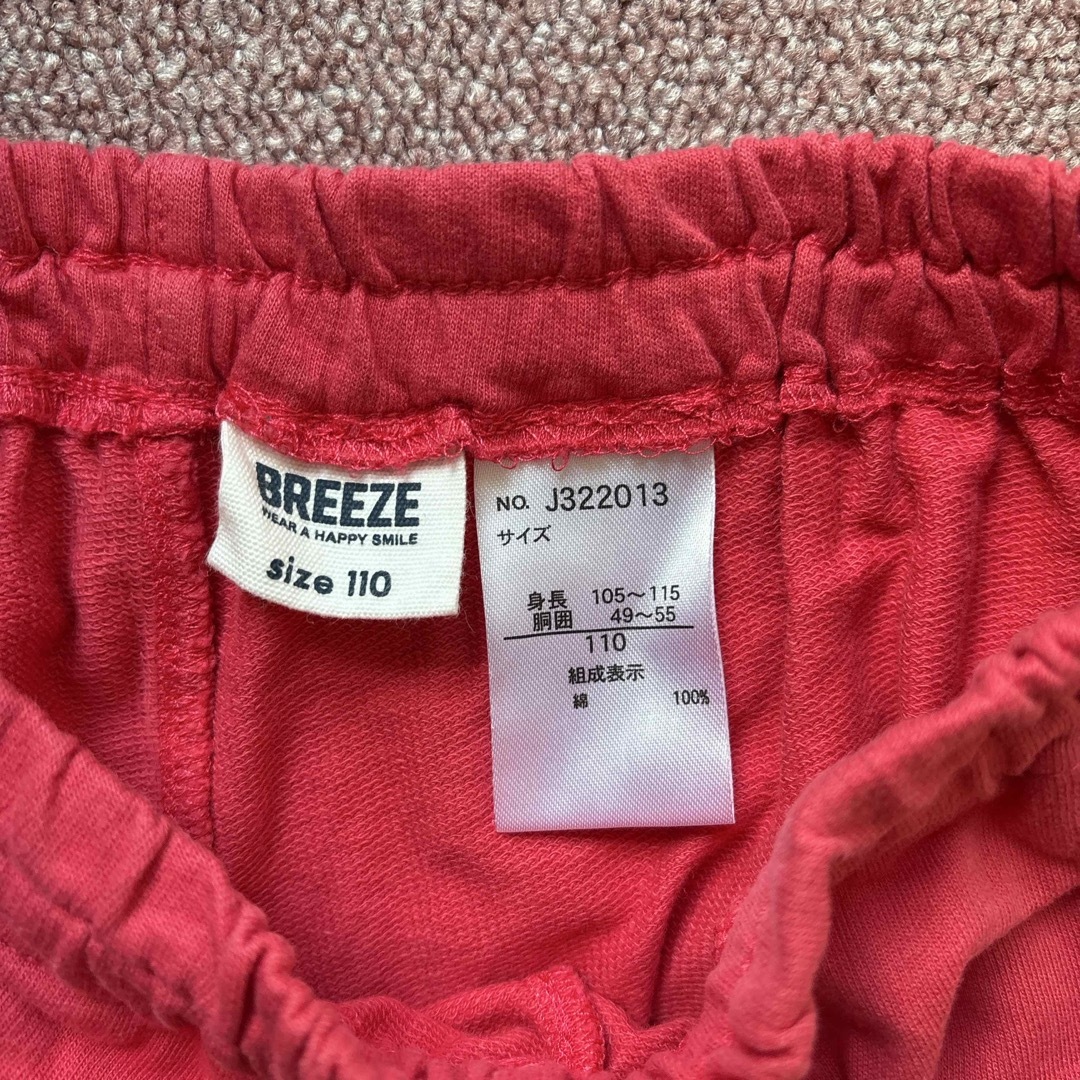 BREEZE
WEAR A HAPPY SMILE
size 110
NO. J322013
サイズ
身長 105〜115
胴囲 49〜55
110
組成表示
綿 100%